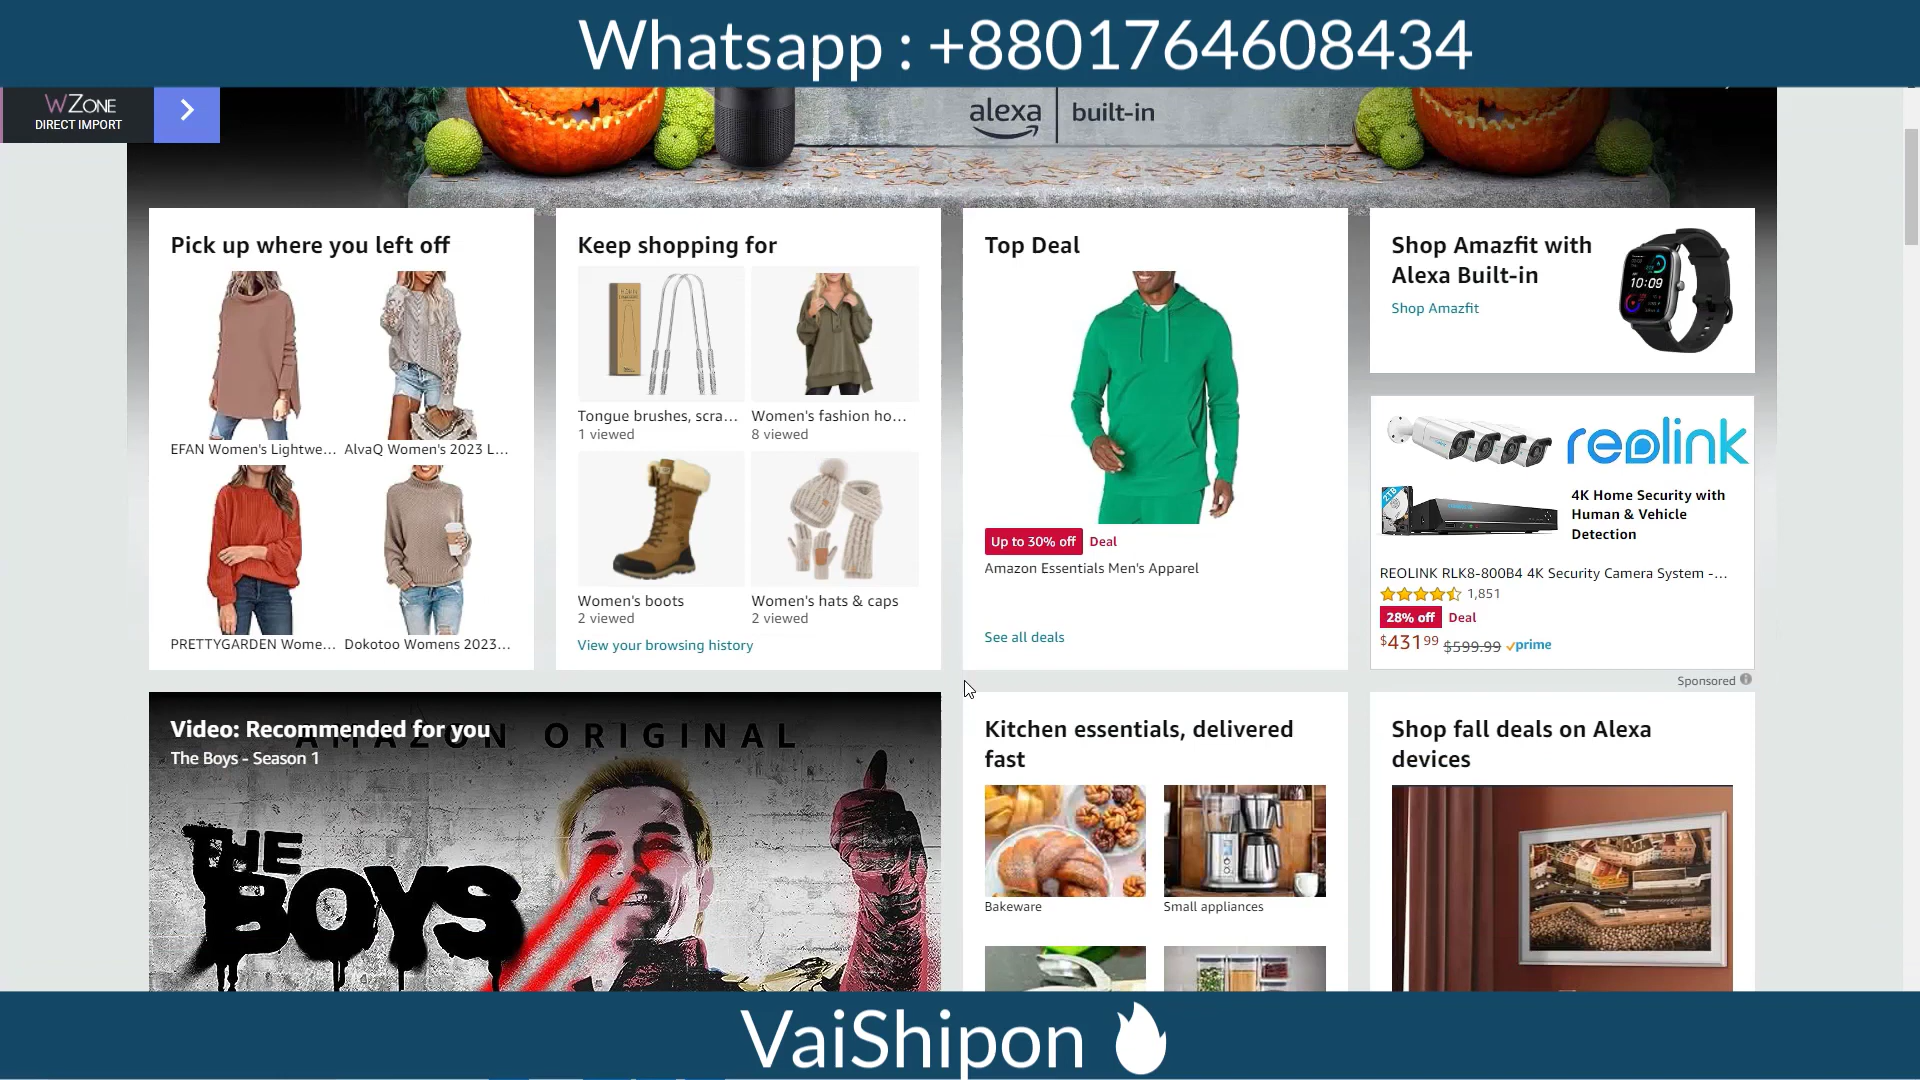 Whatsapp : +8801764608434
WZONE
DIRECT IMPORT
alexa | built-in
Pick up where you left off
EFAN Women's Lightwe...
AlvaQ Women's 2023 L...
PRETTYGARDEN Wome...
Dokotoo Womens 2023...
Keep shopping for
Tongue brushes, scra...
1 viewed
Women's fashion ho...
8 viewed
Women's boots
2 viewed
Women's hats & caps
2 viewed
View your browsing history
Top Deal
Up to 30% off
Deal
Amazon Essentials Men's Apparel
See all deals
Shop Amazfit with
Alexa Built-in
Shop Amazfit
10:09
reolink
2TB
4K Home Security with
Human & Vehicle
Detection
REOLINK RLK8-800B4 4K Security Camera System -...
1,851
28% off
Deal
$431.99 $599.99 prime
Sponsored
Video: Recommended for you
AMAZON ORIGINAL
The Boys - Season 1
THE
BOYS
Kitchen essentials, delivered
fast
Bakeware
Small appliances
Shop fall deals on Alexa
devices
VaiShipon